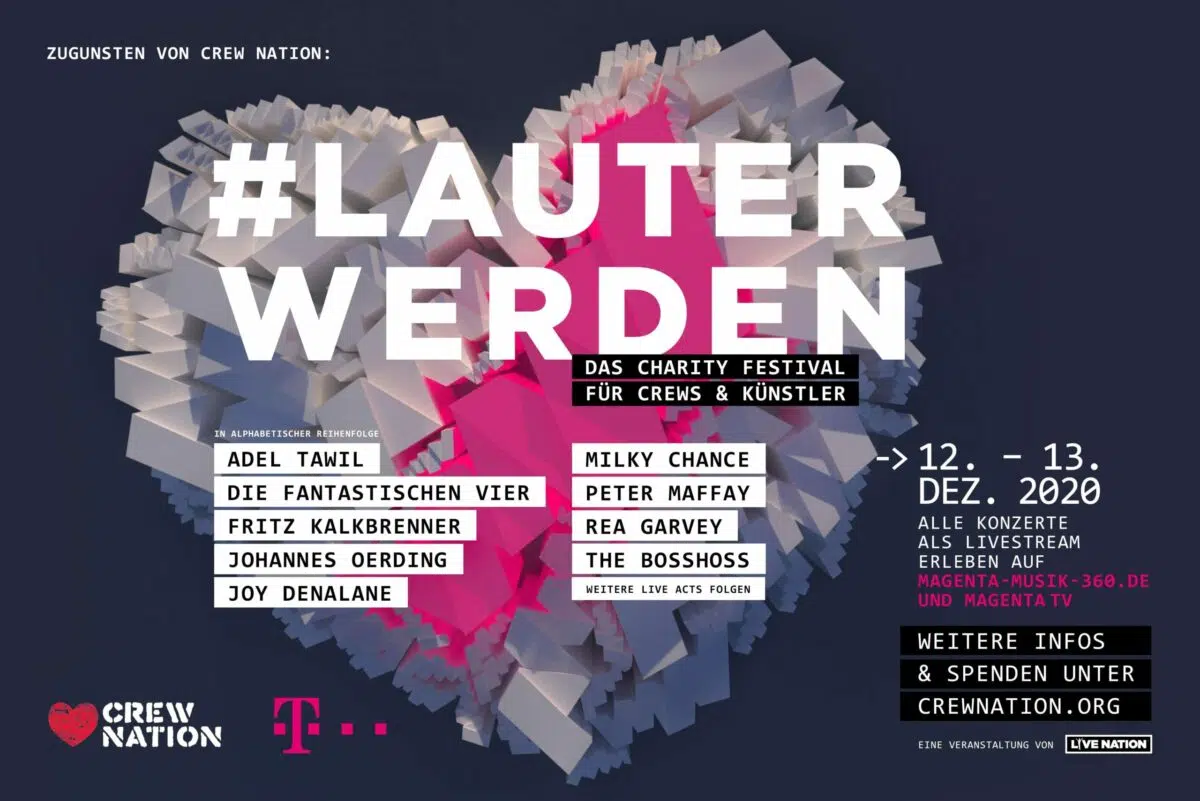 ZUGUNSTEN VON CREW NATION:
#LAUTER
WERDEN
DAS CHARITY FESTIVAL
FÜR CREWS & KÜNSTLER
IN ALPHABETISCHER REIHENFOLGE
ADEL TAWIL
DIE FANTASTISCHEN VIER
FRITZ KALKBRENNER
JOHANNES OERDING
JOY DENALANE
MILKY CHANCE
PETER MAFFAY
REA GARVEY
THE BOSSHOSS
WEITERE LIVE ACTS FOLGEN
-> 12. – 13.
DEZ. 2020
ALLE KONZERTE
ALS LIVESTREAM
ERLEBEN AUF
MAGENTA-MUSIK-360.DE
UND MAGENTA TV
WEITERE INFOS
& SPENDEN UNTER
CREWNATION.ORG
EINE VERANSTALTUNG VON LIVE NATION
CREW
NATION
T